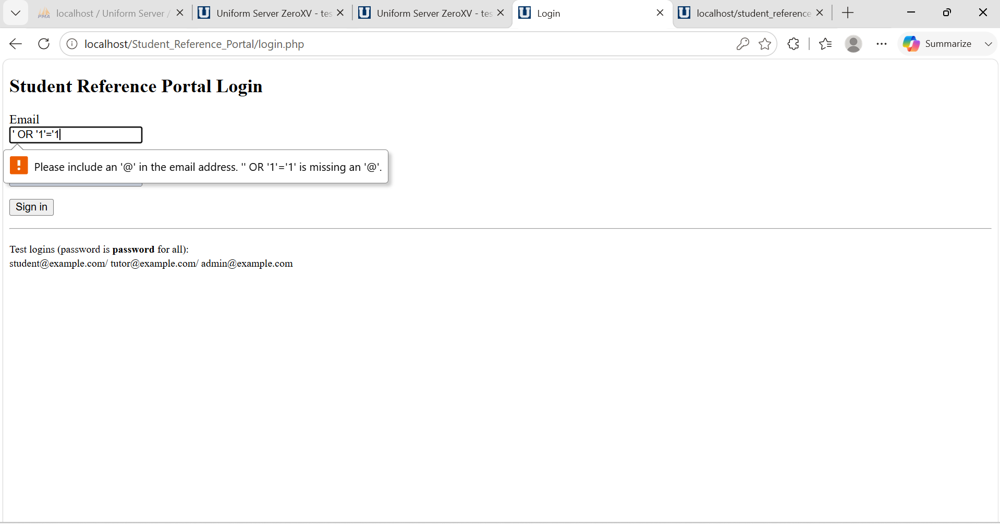 localhost / Uniform Server /
Uniform Server ZeroXV - tes
Uniform Server ZeroXV - tes
Login
localhost/student_reference
localhost/Student_Reference_Portal/login.php
Summarize
Student Reference Portal Login
Email
' OR '1'='1
Please include an '@' in the email address. '' OR '1'='1' is missing an '@'.
Sign in
Test logins (password is password for all):
student@example.com/ tutor@example.com/ admin@example.com